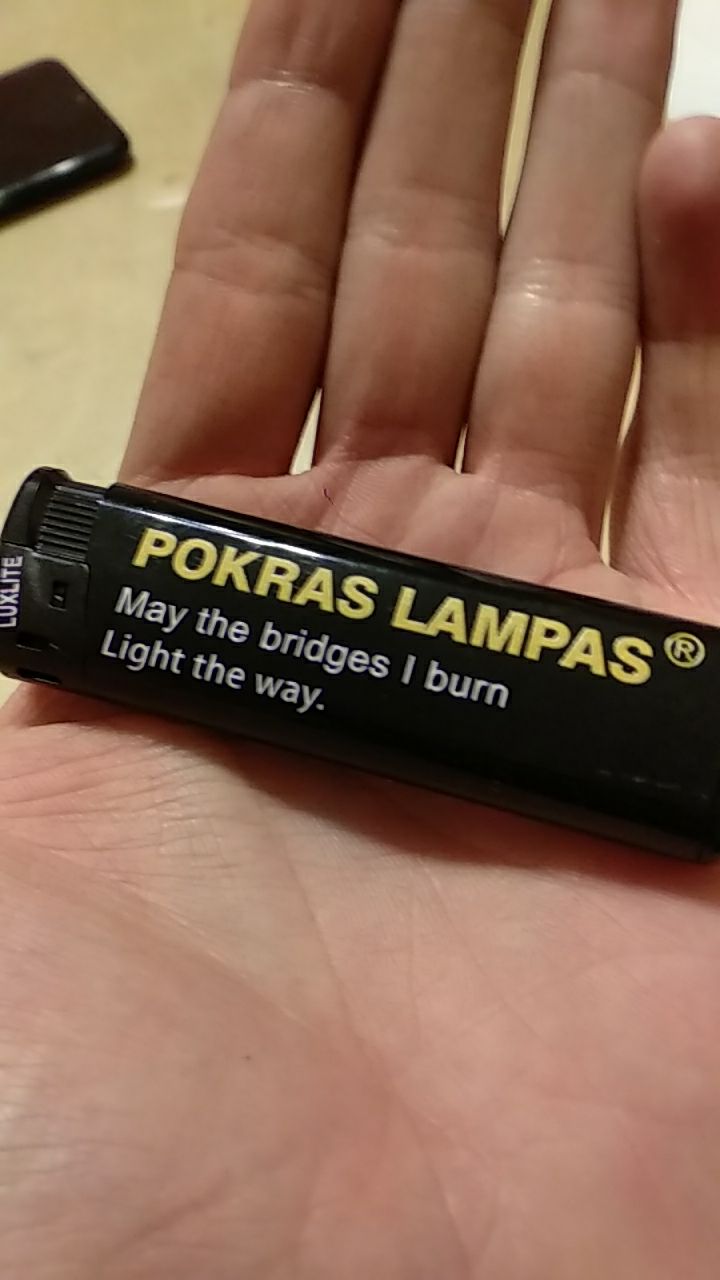 LUXLITE
POKRAS LAMPAS®
May the bridges I burn
Light the way.